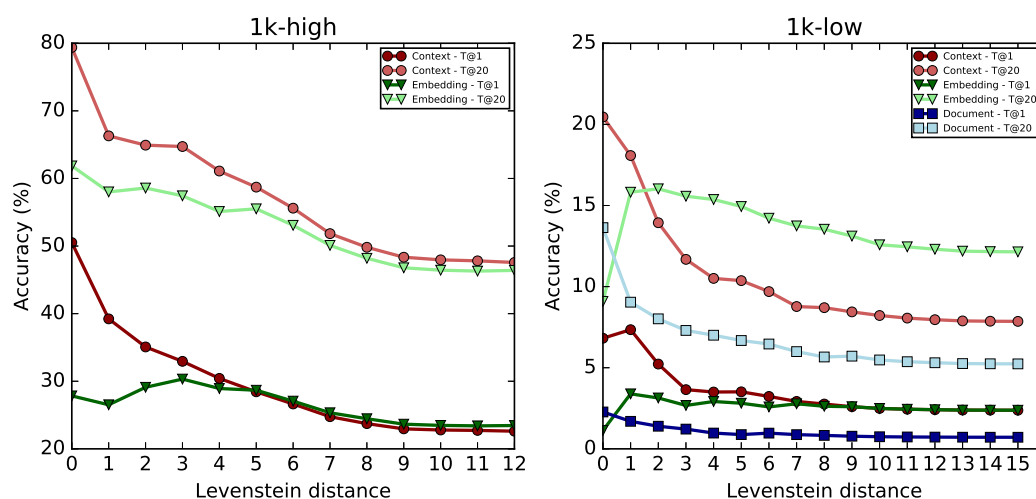 1k-high
Accuracy (%)
80
70
60
50
40
30
20
Context - T@1
Context - T@20
Embedding - T@1
Embedding - T@20
0 1 2 3 4 5 6 7 8 9 10 11 12
Levenstein distance
1k-low
Accuracy (%)
25
20
15
10
5
0
Context - T@1
Context - T@20
Embedding - T@1
Embedding - T@20
Document - T@1
Document - T@20
0 1 2 3 4 5 6 7 8 9 10 11 12 13 14 15
Levenstein distance